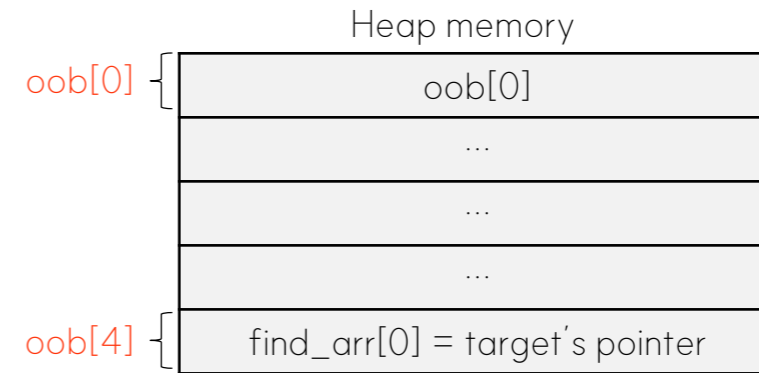 Heap memory
oob[0] oob[0]
...
...
...
oob[4] find_arr[0] = target's pointer